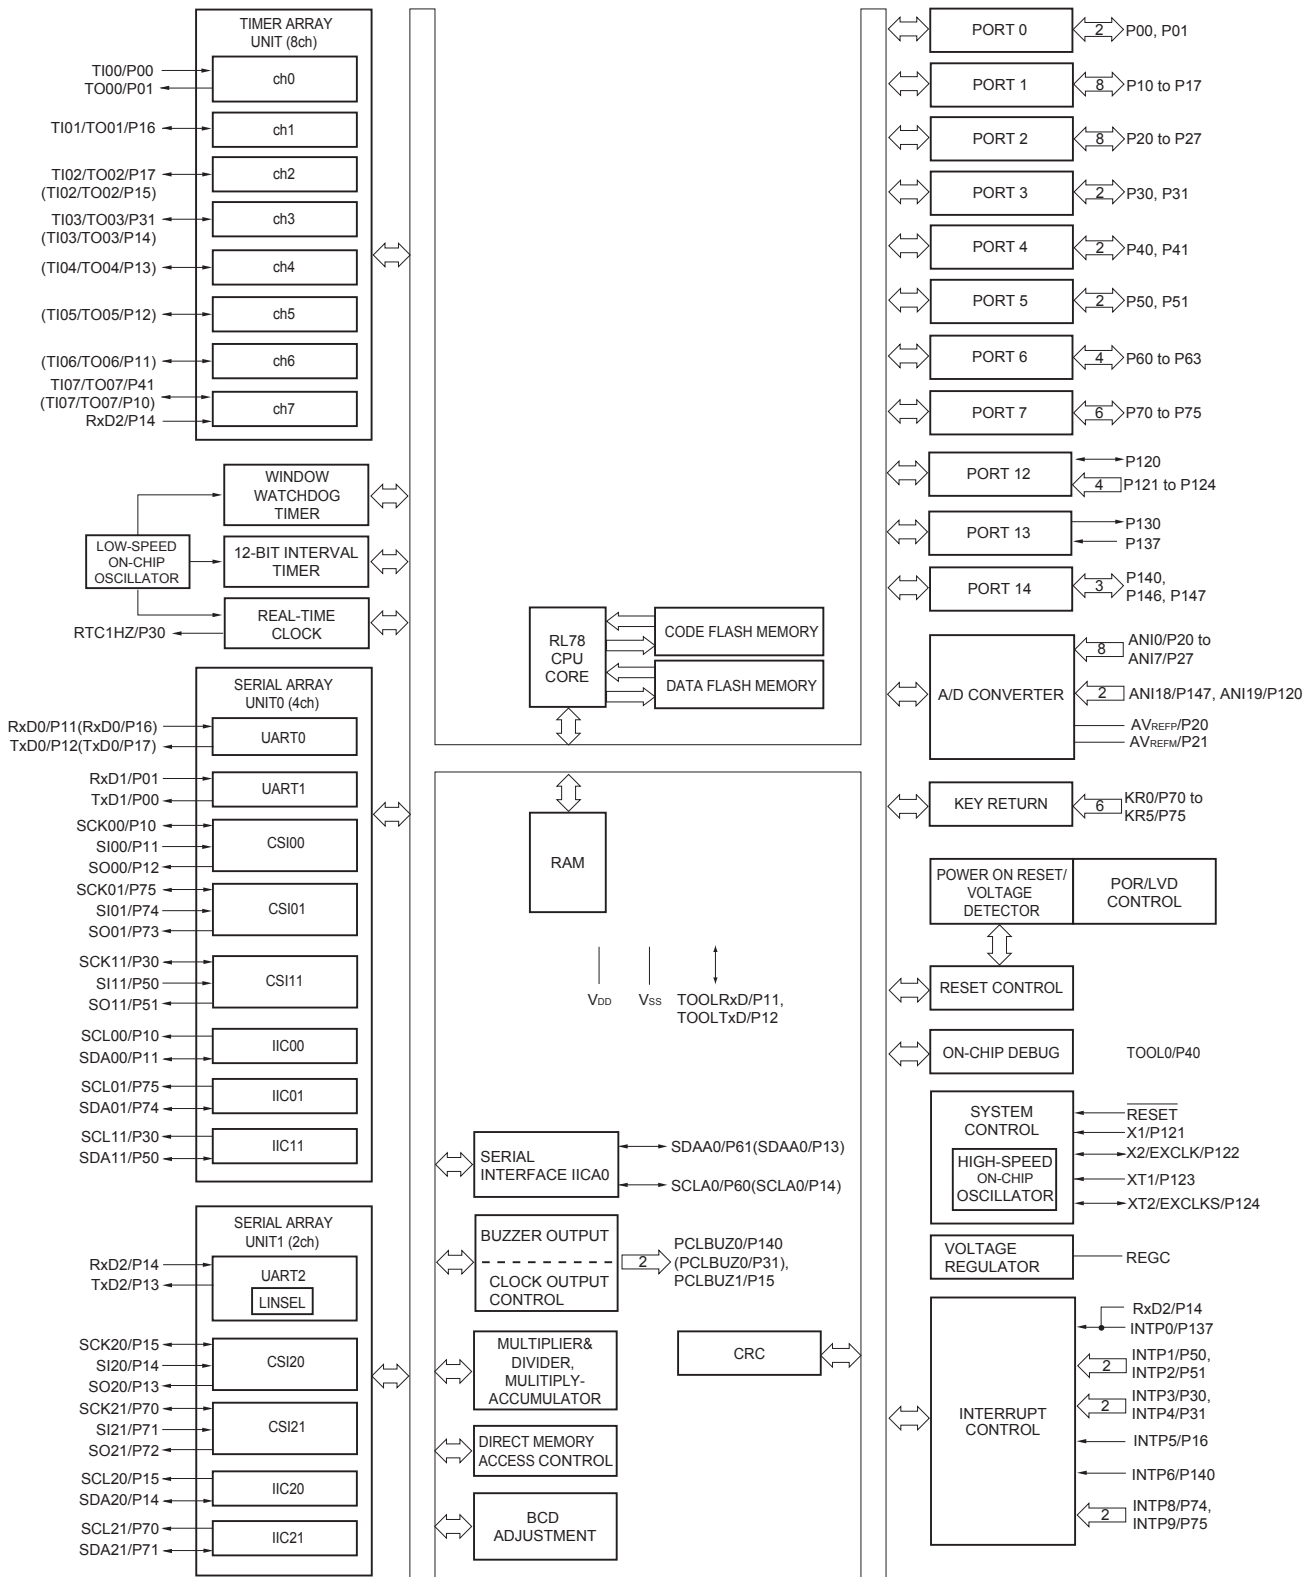 TIMER ARRAY
UNIT (8ch)
TI00/P00
TO00/P01
ch0
TI01/TO01/P16
ch1
TI02/TO02/P17
(TI02/TO02/P15)
ch2
TI03/TO03/P31
(TI03/TO03/P14)
ch3
(TI04/TO04/P13)
ch4
(TI05/TO05/P12)
ch5
(TI06/TO06/P11)
ch6
TI07/TO07/P41
(TI07/TO07/P10)
RxD2/P14
ch7
WINDOW
WATCHDOG
TIMER
LOW-SPEED
ON-CHIP
OSCILLATOR
12-BIT INTERVAL
TIMER
REAL-TIME
CLOCK
RTC1HZ/P30
SERIAL ARRAY
UNIT0 (4ch)
RxD0/P11(RxD0/P16)
TxD0/P12(TxD0/P17)
UART0
RxD1/P01
TxD1/P00
UART1
SCK00/P10
SI00/P11
SO00/P12
CSI00
SCK01/P75
SI01/P74
SO01/P73
CSI01
SCK11/P30
SI11/P50
SO11/P51
CSI11
SCL00/P10
SDA00/P11
IIC00
SCL01/P75
SDA01/P74
IIC01
SCL11/P30
SDA11/P50
IIC11
SERIAL ARRAY
UNIT1 (2ch)
RxD2/P14
TxD2/P13
UART2
LINSEL
SCK20/P15
SI20/P14
SO20/P13
CSI20
SCK21/P70
SI21/P71
SO21/P72
CSI21
SCL20/P15
SDA20/P14
IIC20
SCL21/P70
SDA21/P71
IIC21
RL78
CPU
CORE
CODE FLASH MEMORY
DATA FLASH MEMORY
RAM
VDD
VSS
TOOLRxD/P11,
TOOLTxD/P12
SERIAL
INTERFACE IICA0
SDAA0/P61(SDAA0/P13)
SCLA0/P60(SCLA0/P14)
BUZZER OUTPUT
CLOCK OUTPUT
CONTROL
2
PCLBUZ0/P140
(PCLBUZ0/P31),
PCLBUZ1/P15
MULTIPLIER&
DIVIDER,
MULITIPLY-
ACCUMULATOR
CRC
DIRECT MEMORY
ACCESS CONTROL
BCD
ADJUSTMENT
PORT 0
2
P00, P01
PORT 1
8
P10 to P17
PORT 2
8
P20 to P27
PORT 3
2
P30, P31
PORT 4
2
P40, P41
PORT 5
2
P50, P51
PORT 6
4
P60 to P63
PORT 7
6
P70 to P75
PORT 12
P120
4
P121 to P124
PORT 13
P130
P137
PORT 14
3
P140,
P146, P147
A/D CONVERTER
8
ANI0/P20 to
ANI7/P27
2
ANI18/P147, ANI19/P120
AVREFP/P20
AVREFM/P21
KEY RETURN
6
KR0/P70 to
KR5/P75
POWER ON RESET/
VOLTAGE
DETECTOR
POR/LVD
CONTROL
RESET CONTROL
ON-CHIP DEBUG
TOOL0/P40
SYSTEM
CONTROL
HIGH-SPEED
ON-CHIP
OSCILLATOR
RESET
X1/P121
X2/EXCLK/P122
XT1/P123
XT2/EXCLKS/P124
VOLTAGE
REGULATOR
REGC
INTERRUPT
CONTROL
RxD2/P14
INTP0/P137
2
INTP1/P50,
INTP2/P51
2
INTP3/P30,
INTP4/P31
INTP5/P16
INTP6/P140
2
INTP8/P74,
INTP9/P75